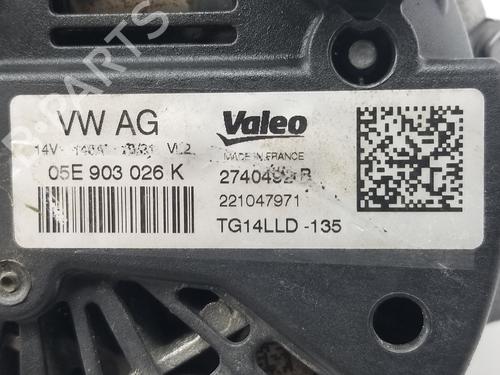 VW AG
Valeo
14V
MADE IN FRANCE
05E 903 026 K
221047971
TG14LLD -135